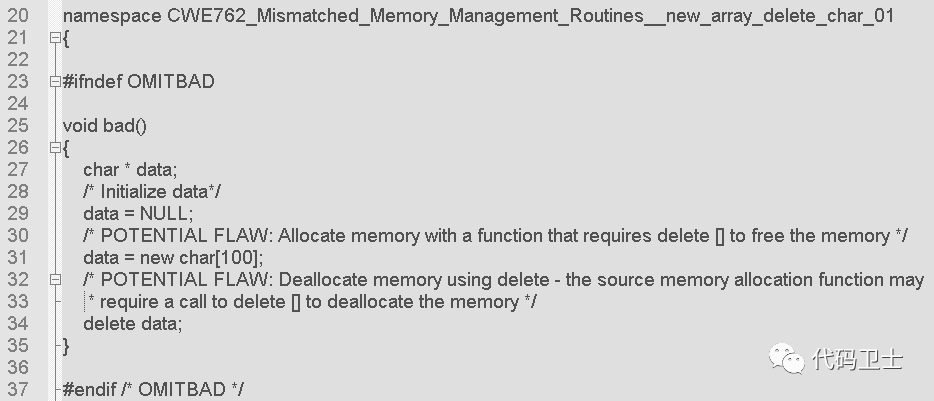 20 namespace CWE762_Mismatched_Memory_Management_Routines__new_array_delete_char_01
21 {
22
23 #ifndef OMITBAD
24
25 void bad()
26 {
27     char * data;
28     /* Initialize data*/
29     data = NULL;
30     /* POTENTIAL FLAW: Allocate memory with a function that requires delete [] to free the memory */
31     data = new char[100];
32     /* POTENTIAL FLAW: Deallocate memory using delete - the source memory allocation function may
33      * require a call to delete [] to deallocate the memory */
34     delete data;
35 }
36
37 #endif /* OMITBAD */
代码卫士